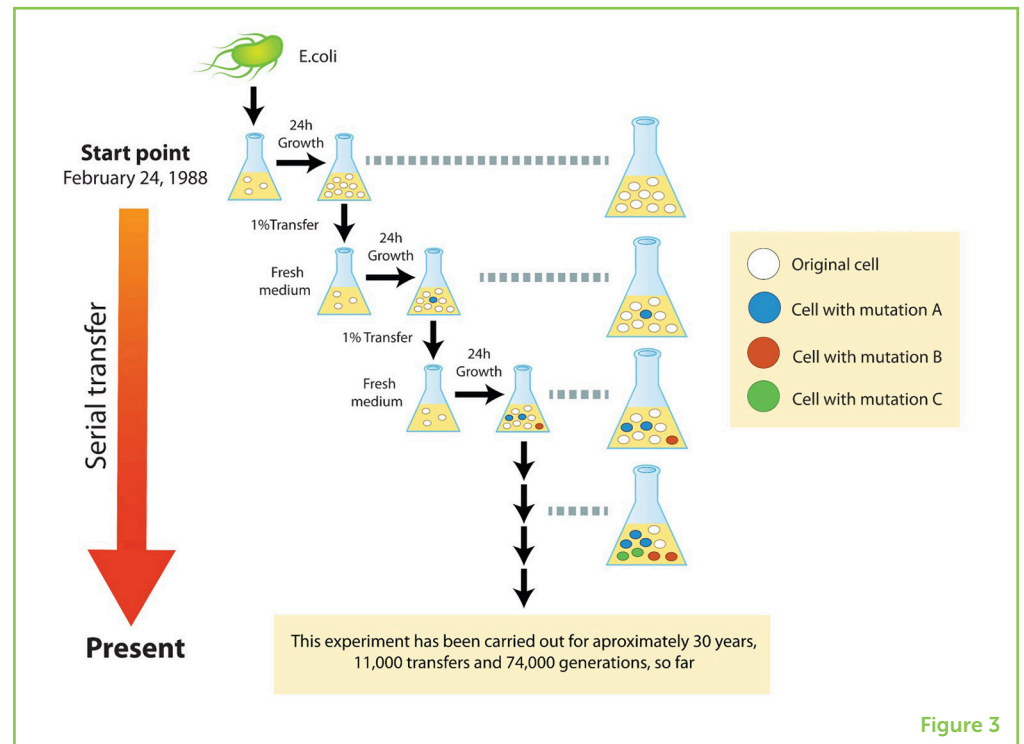 E.coli
24h
Growth
Start point
February 24, 1988
1%Transfer
24h
Growth
Fresh
medium
Original cell
Cell with mutation A
1% Transfer
24h
Growth
Cell with mutation B
Fresh
medium
Cell with mutation C
Serial transfer
Present
This experiment has been carried out for aproximately 30 years,
11,000 transfers and 74,000 generations, so far
Figure 3